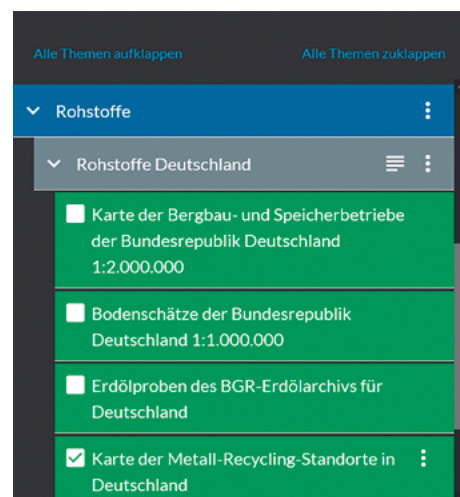 Alle Themen aufklappen Alle Themen zuklappen
Rohstoffe
Rohstoffe Deutschland
Karte der Bergbau- und Speicherbetriebe
der Bundesrepublik Deutschland
1:2.000.000
Bodenschätze der Bundesrepublik
Deutschland 1:1.000.000
Erdölproben des BGR-Erdölarchivs für
Deutschland
Karte der Metall-Recycling-Standorte in
Deutschland